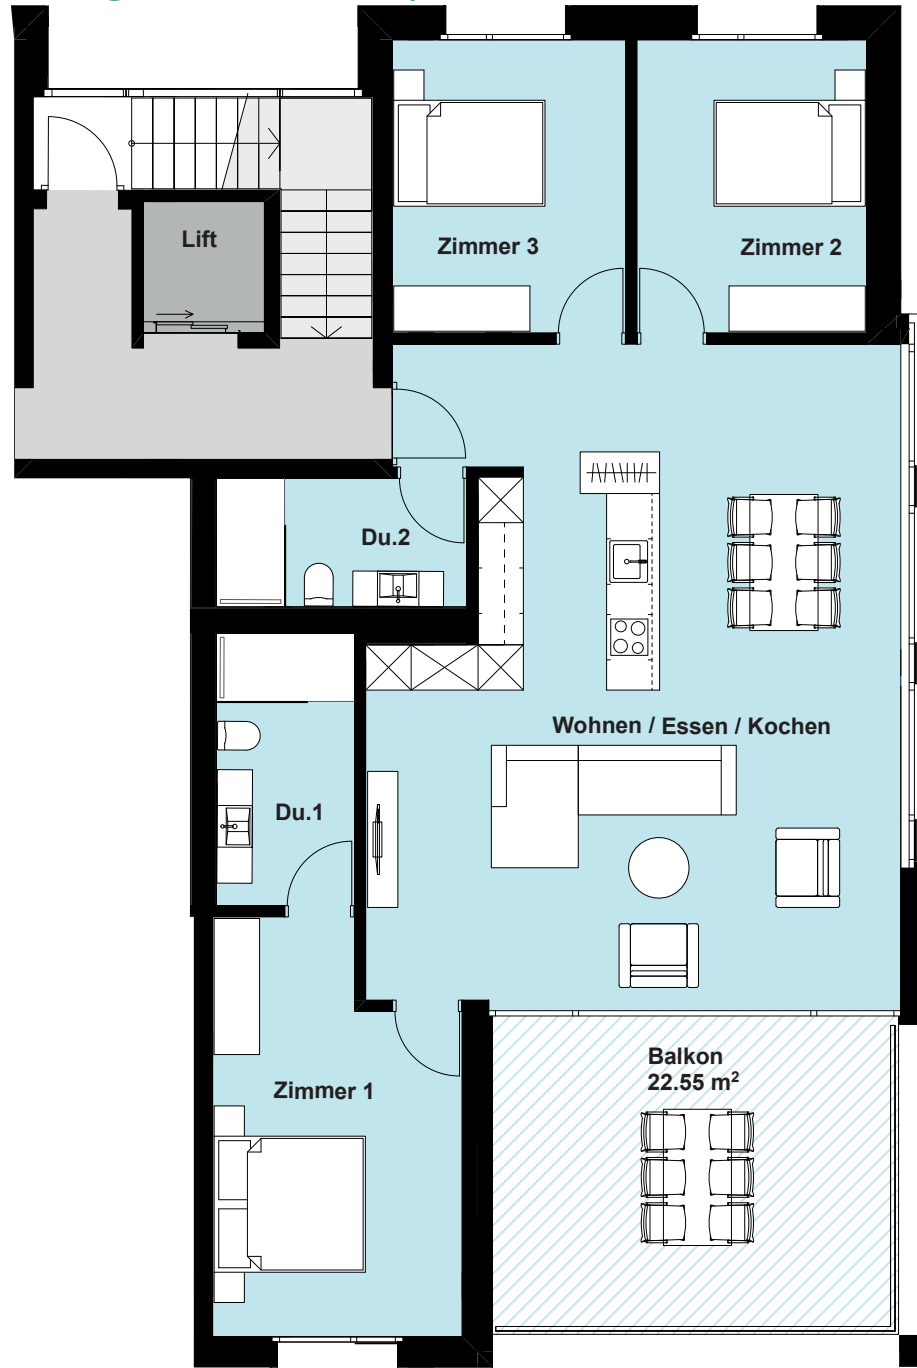 Lift
Zimmer 3
Zimmer 2
Du.2
Wohnen / Essen / Kochen
Du.1
Balkon
22.55 m²
Zimmer 1